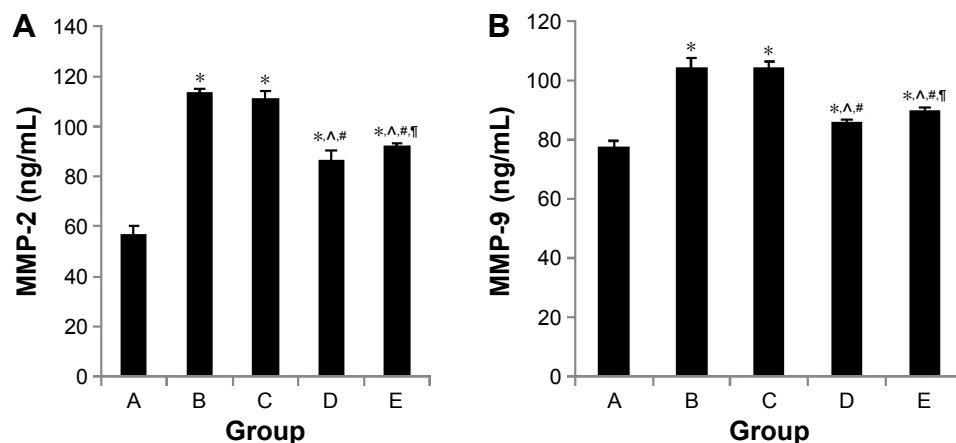 A
MMP-2 (ng/mL)
140
120
100
80
60
40
20
0
*
*
*,^,#
*,^,#,¶
A B C D E
Group
B
MMP-9 (ng/mL)
120
100
80
60
40
20
0
*
*
*,^,#
*,^,#,¶
A B C D E
Group